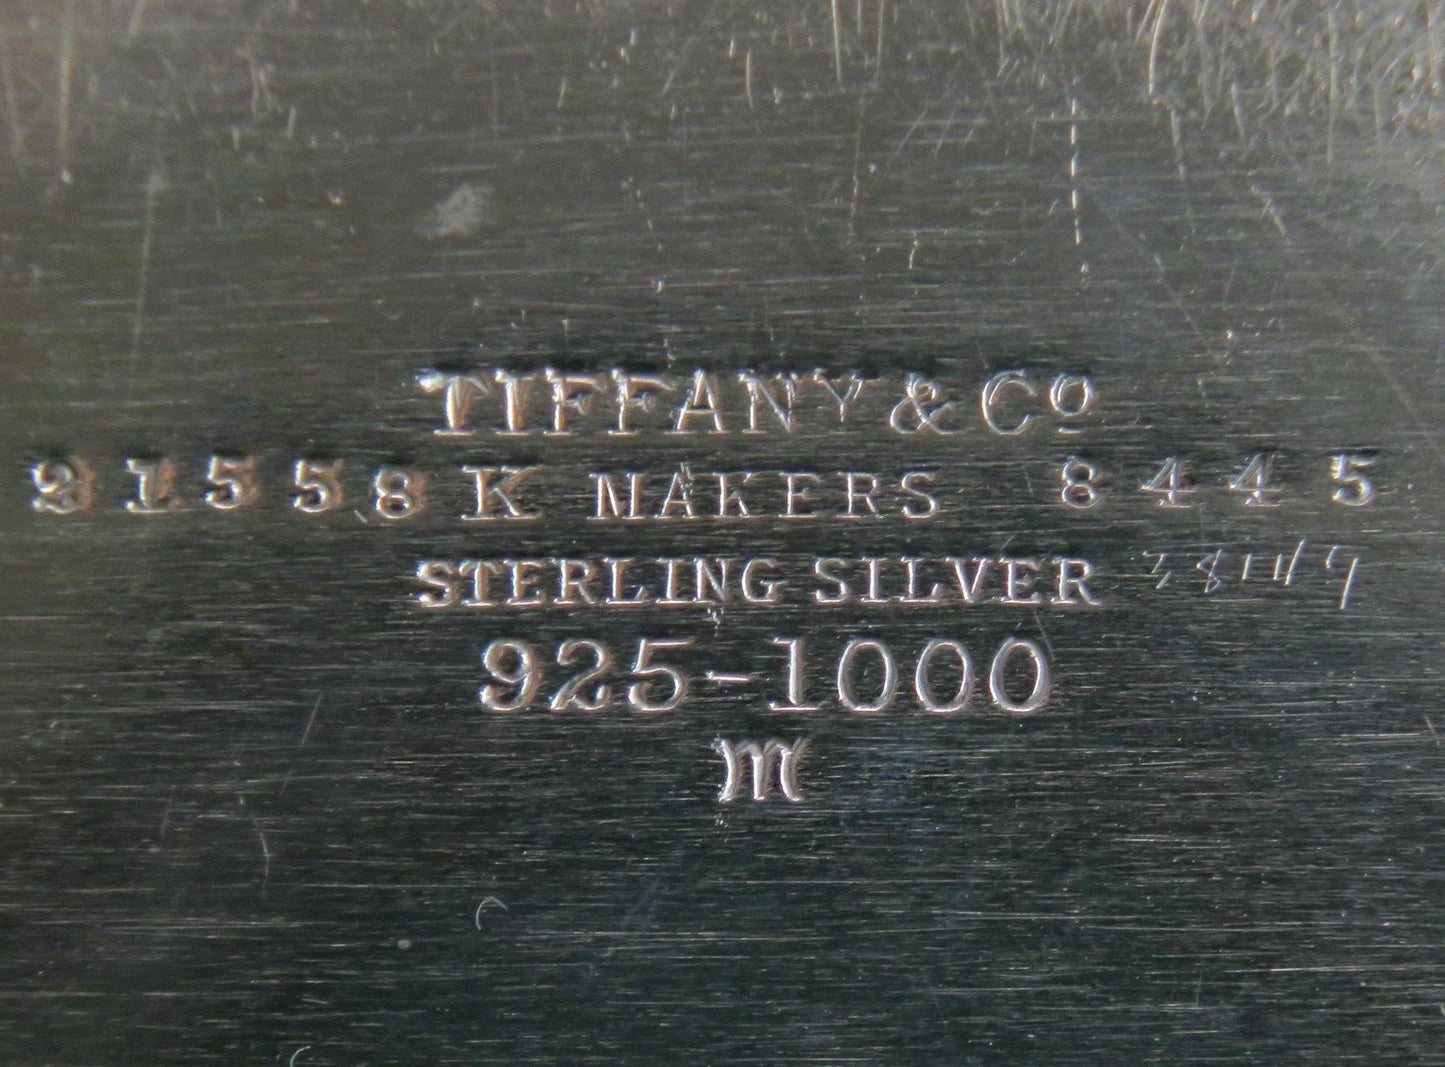 TIFFANY & Cº
21558 K MAKERS 8445
STERLING SILVER
925-1000
m